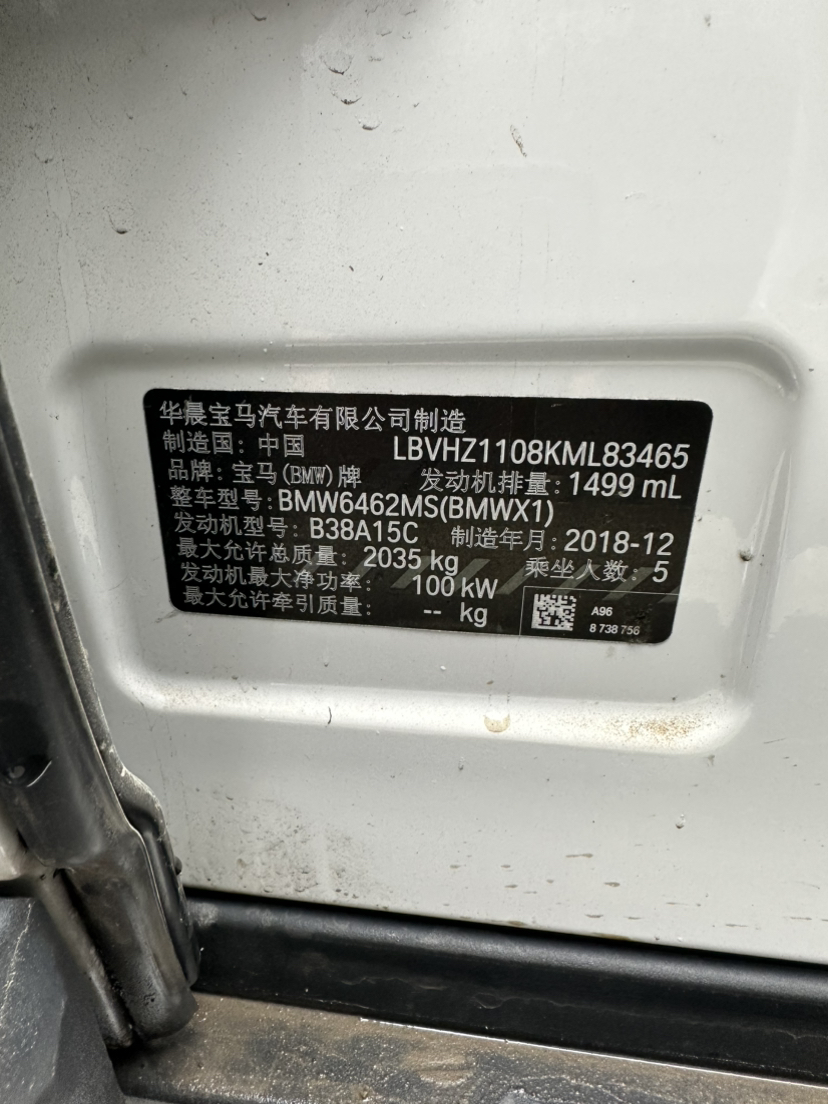 华晨宝马汽车有限公司制造
制造国：中国 LBVHZ1108KML83465
品牌：宝马(BMW)牌 发动机排量：1499 mL
整车型号：BMW6462MS(BMWX1)
发动机型号：B38A15C 制造年月：2018-12
最大允许总质量：2035 kg 乘坐人数：5
发动机最大净功率：100 kW
最大允许牵引质量：-- kg
A96
8 738 756